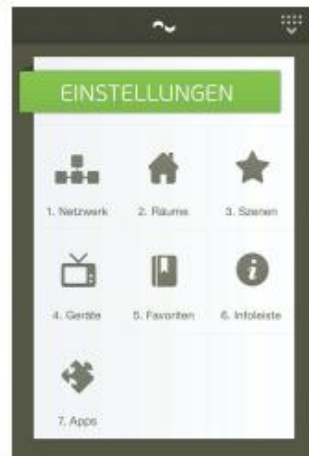 EINSTELLUNGEN
1. Netzwerk 2. Räume 3. Szenen
4. Geräte 5. Favoriten 6. Infoleiste
7. Apps